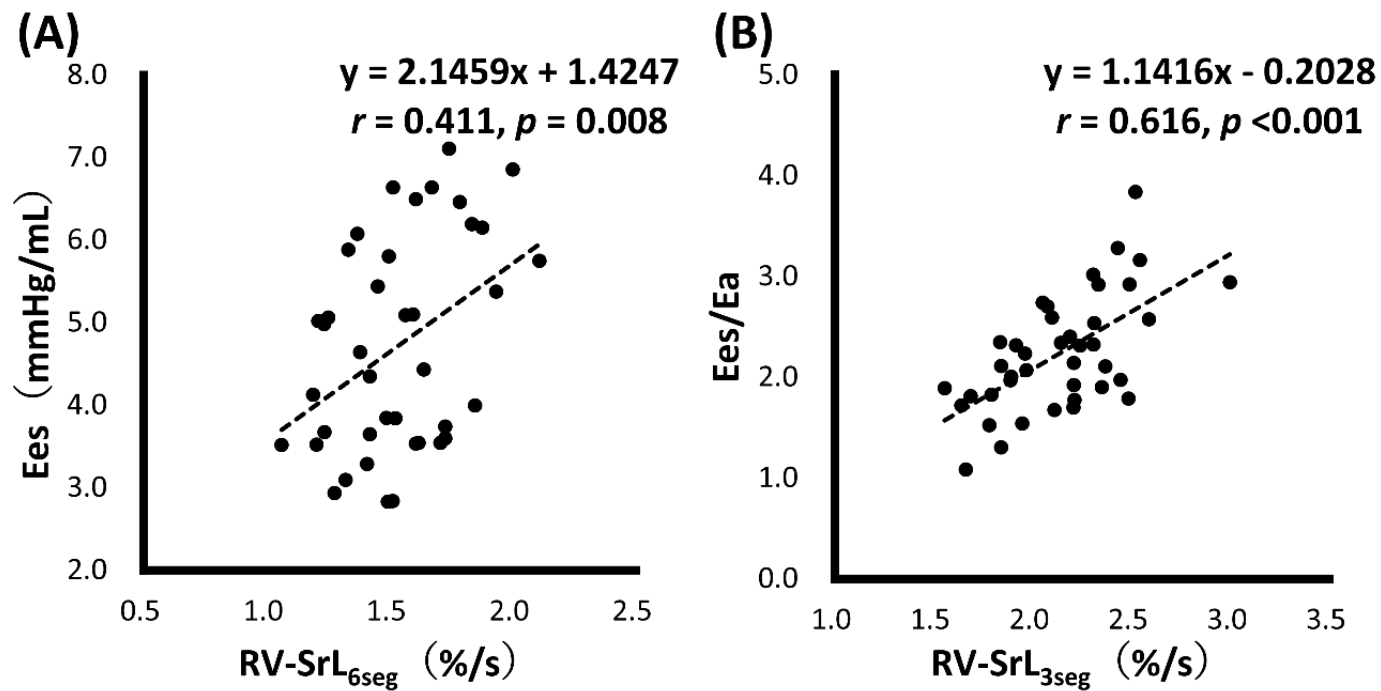 (A)
y = 2.1459x + 1.4247
r = 0.411, p = 0.008
8.0
7.0
6.0
5.0
4.0
3.0
2.0
Ees（mmHg/mL）
0.5 1.0 1.5 2.0 2.5
RV-SrL6seg（%/s）
(B)
y = 1.1416x - 0.2028
r = 0.616, p <0.001
5.0
4.0
3.0
2.0
1.0
0.0
Ees/Ea
1.0 1.5 2.0 2.5 3.0 3.5
RV-SrL3seg（%/s）